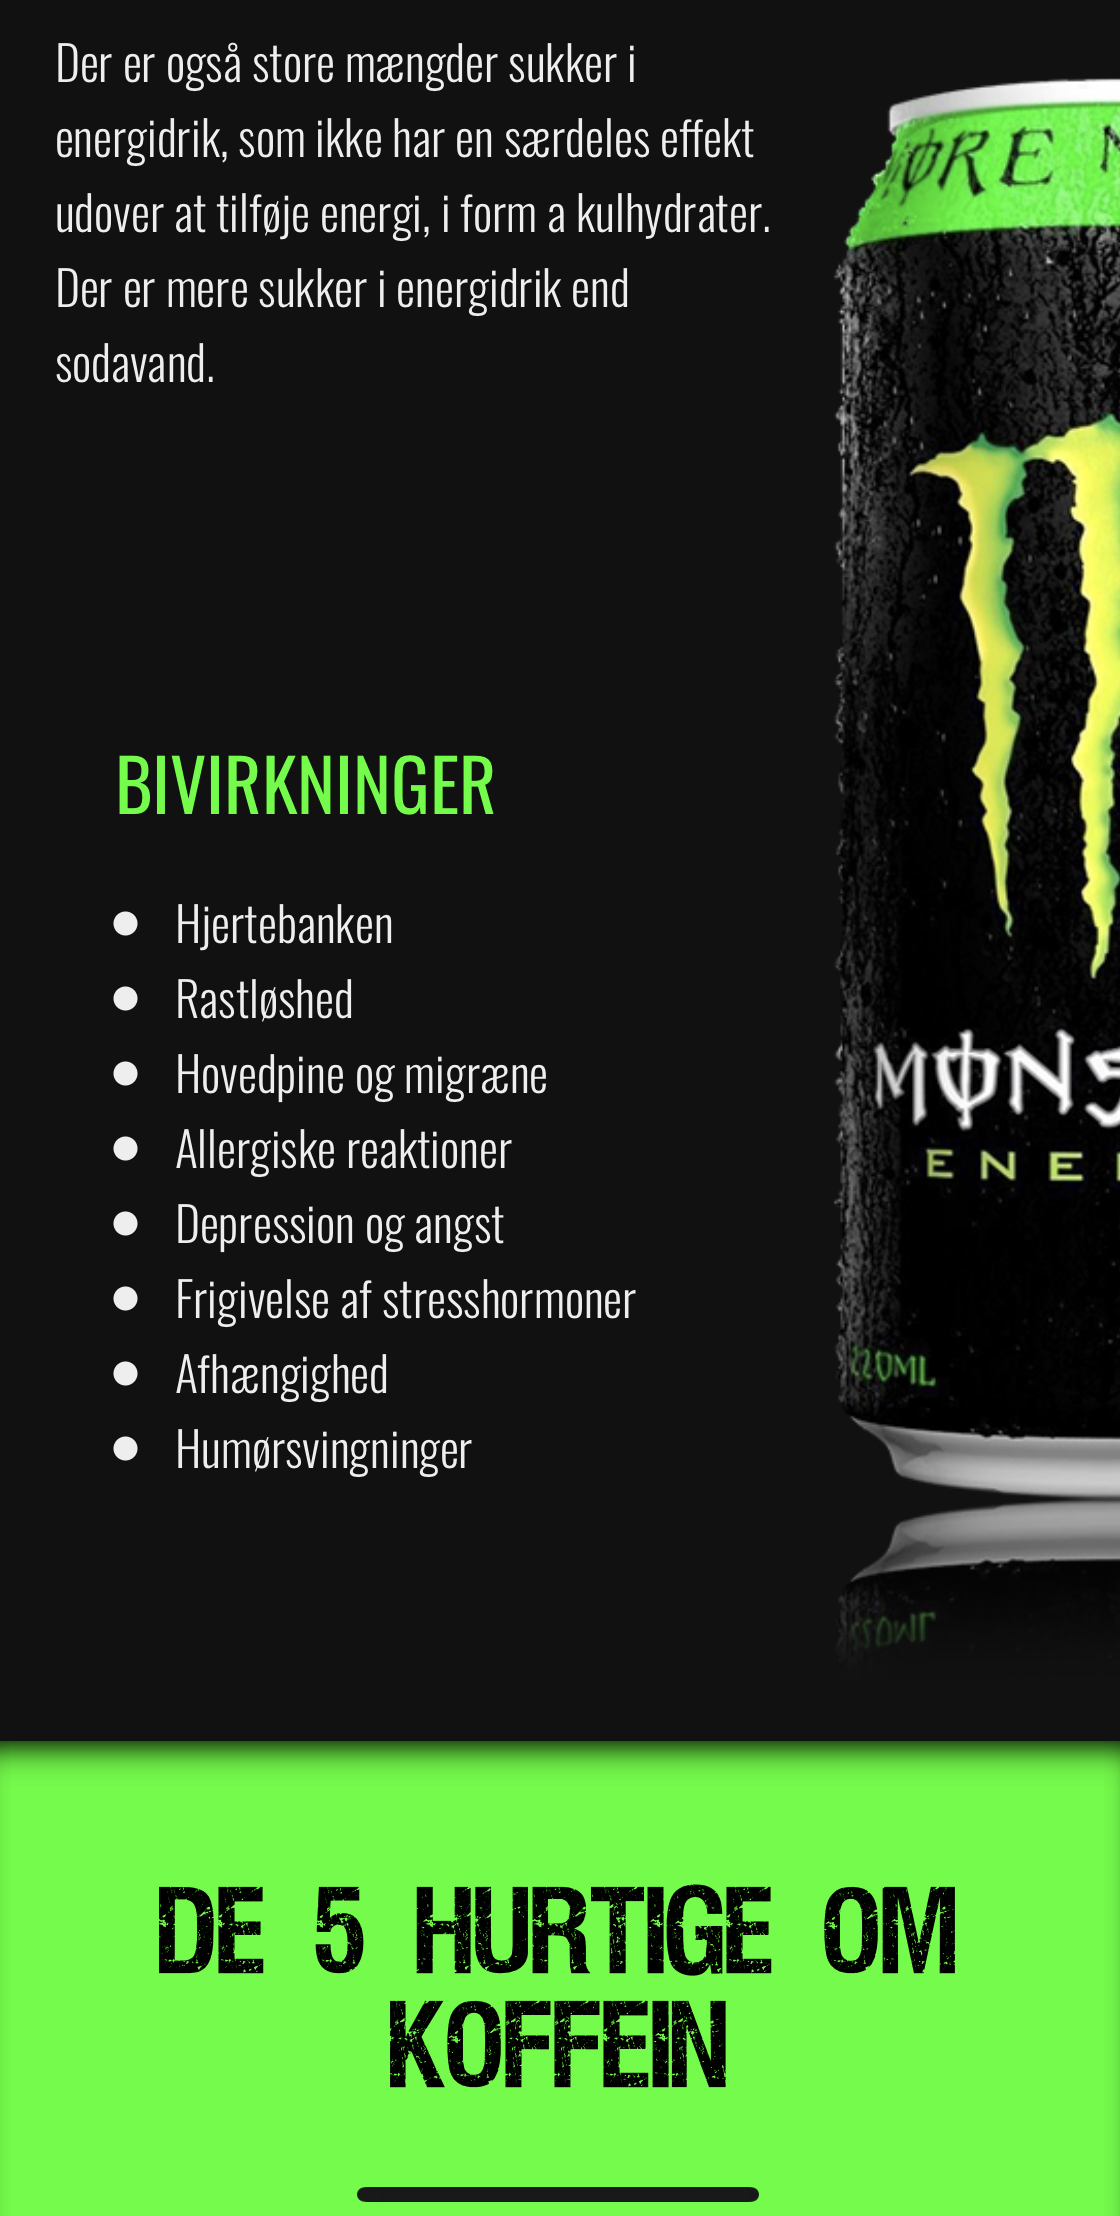 Der er også store mængder sukker i
energidrik, som ikke har en særdeles effekt
udover at tilføje energi, i form a kulhydrater.
Der er mere sukker i energidrik end
sodavand.
BIVIRKNINGER
Hjertebanken
Rastløshed
Hovedpine og migræne
Allergiske reaktioner
Depression og angst
Frigivelse af stresshormoner
Afhængighed
Humørsvingninger
DE 5 HURTIGE OM
KOFFEIN